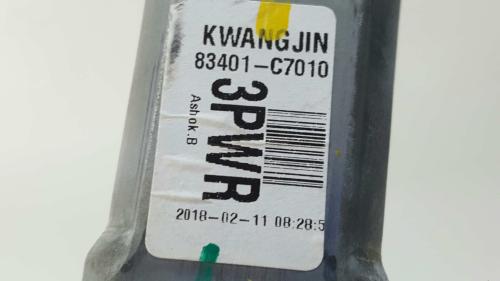 KWANGJIN
83401-C7010
3PWR
Ashok.B
2018-02-11 08:28:5